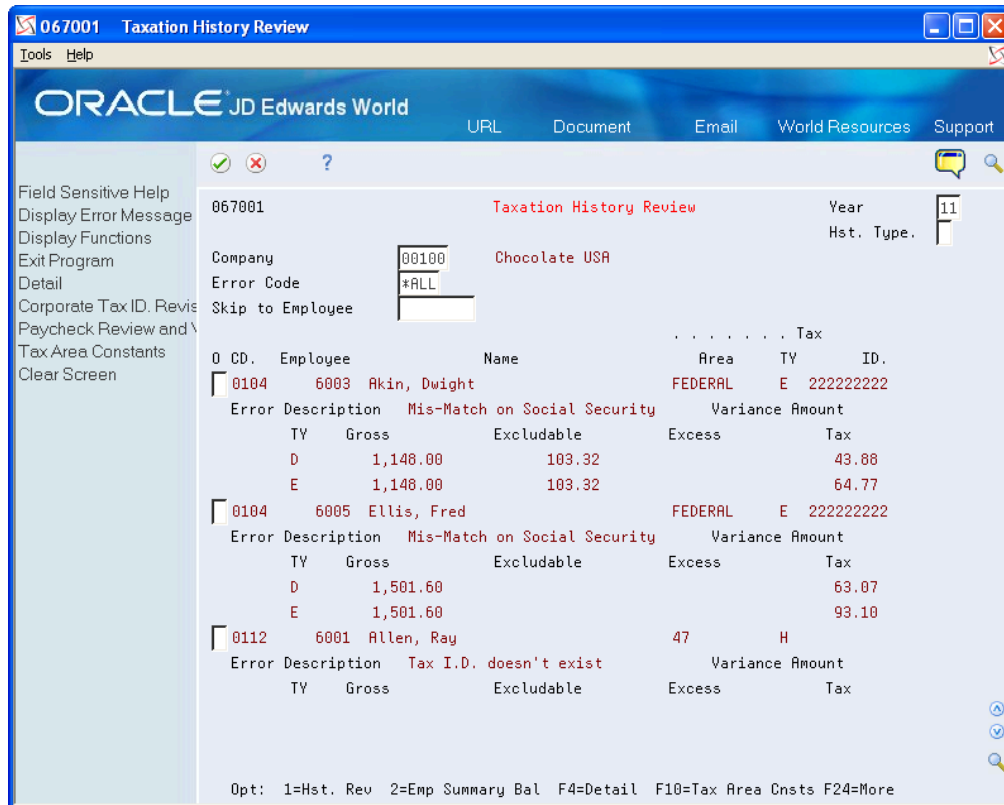 067001 Taxation History Review
Tools Help
ORACLE JD Edwards World
URL Document Email World Resources Support
?
Field Sensitive Help
Display Error Message
Display Functions
Exit Program
Detail
Corporate Tax ID. Revis
Paycheck Review and V
Tax Area Constants
Clear Screen
067001 Taxation History Review Year 11
Hst. Type.
Company 00100 Chocolate USA
Error Code *ALL
Skip to Employee
. . . . . . . Tax
O CD. Employee Name Area TY ID.
0104 6003 Akin, Dwight FEDERAL E 222222222
Error Description Mis-Match on Social Security Variance Amount
TY Gross Excludable Excess Tax
D 1,148.00 103.32 43.88
E 1,148.00 103.32 64.77
0104 6005 Ellis, Fred FEDERAL E 222222222
Error Description Mis-Match on Social Security Variance Amount
TY Gross Excludable Excess Tax
D 1,501.60 63.07
E 1,501.60 93.10
0112 6001 Allen, Ray 47 H
Error Description Tax I.D. doesn't exist Variance Amount
TY Gross Excludable Excess Tax
Opt: 1=Hst. Rev 2=Emp Summary Bal F4=Detail F10=Tax Area Cnsts F24=More